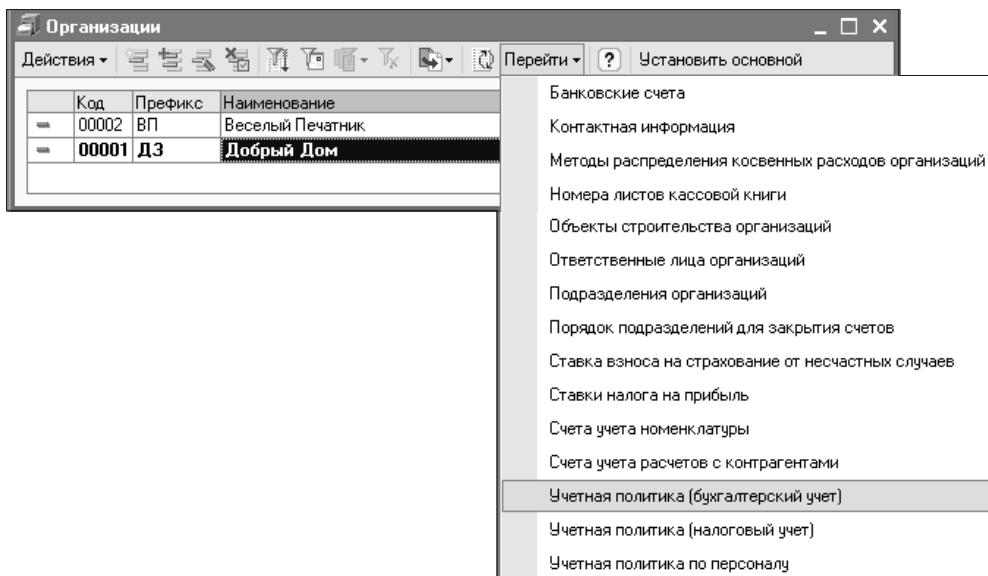 Организации
Действия Перейти ? Установить основной
Код Префикс Наименование
00002 ВП Веселый Печатник
00001 ДЗ Добрый Дом
Банковские счета
Контактная информация
Методы распределения косвенных расходов организаций
Номера листов кассовой книги
Объекты строительства организаций
Ответственные лица организаций
Подразделения организаций
Порядок подразделений для закрытия счетов
Ставка взноса на страхование от несчастных случаев
Ставки налога на прибыль
Счета учета номенклатуры
Счета учета расчетов с контрагентами
Учетная политика (бухгалтерский учет)
Учетная политика (налоговый учет)
Учетная политика по персоналу